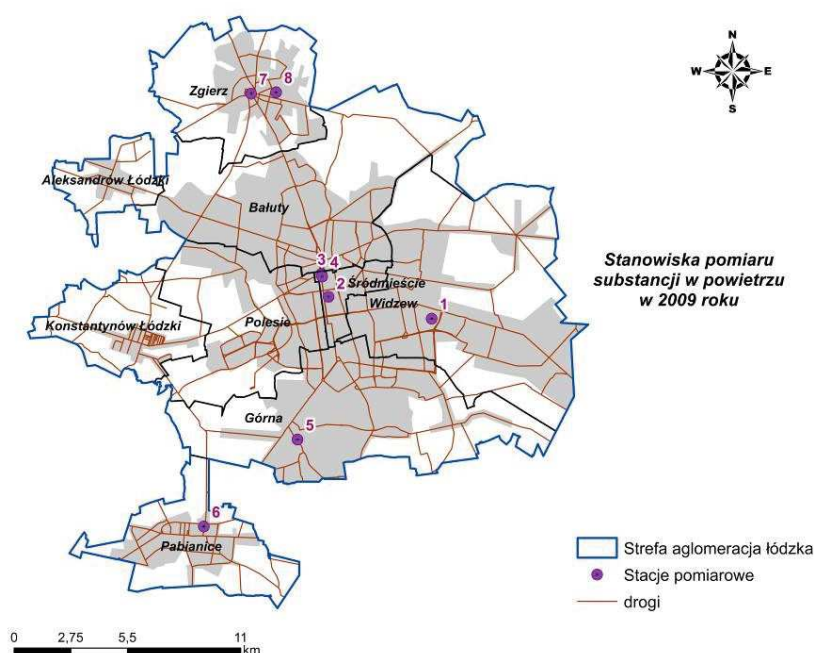 N
W E
S
7 8
Zgierz
Aleksandrów Łódzki
Bałuty
Stanowiska pomiaru
substancji w powietrzu
w 2009 roku
3 4
Śródmieście
2
Widzew
1
Konstantynów Łódzki
Polesie
Górna
5
6
Pabianice
Strefa aglomeracja łódzka
Stacje pomiarowe
drogi
0 2,75 5,5 11
km